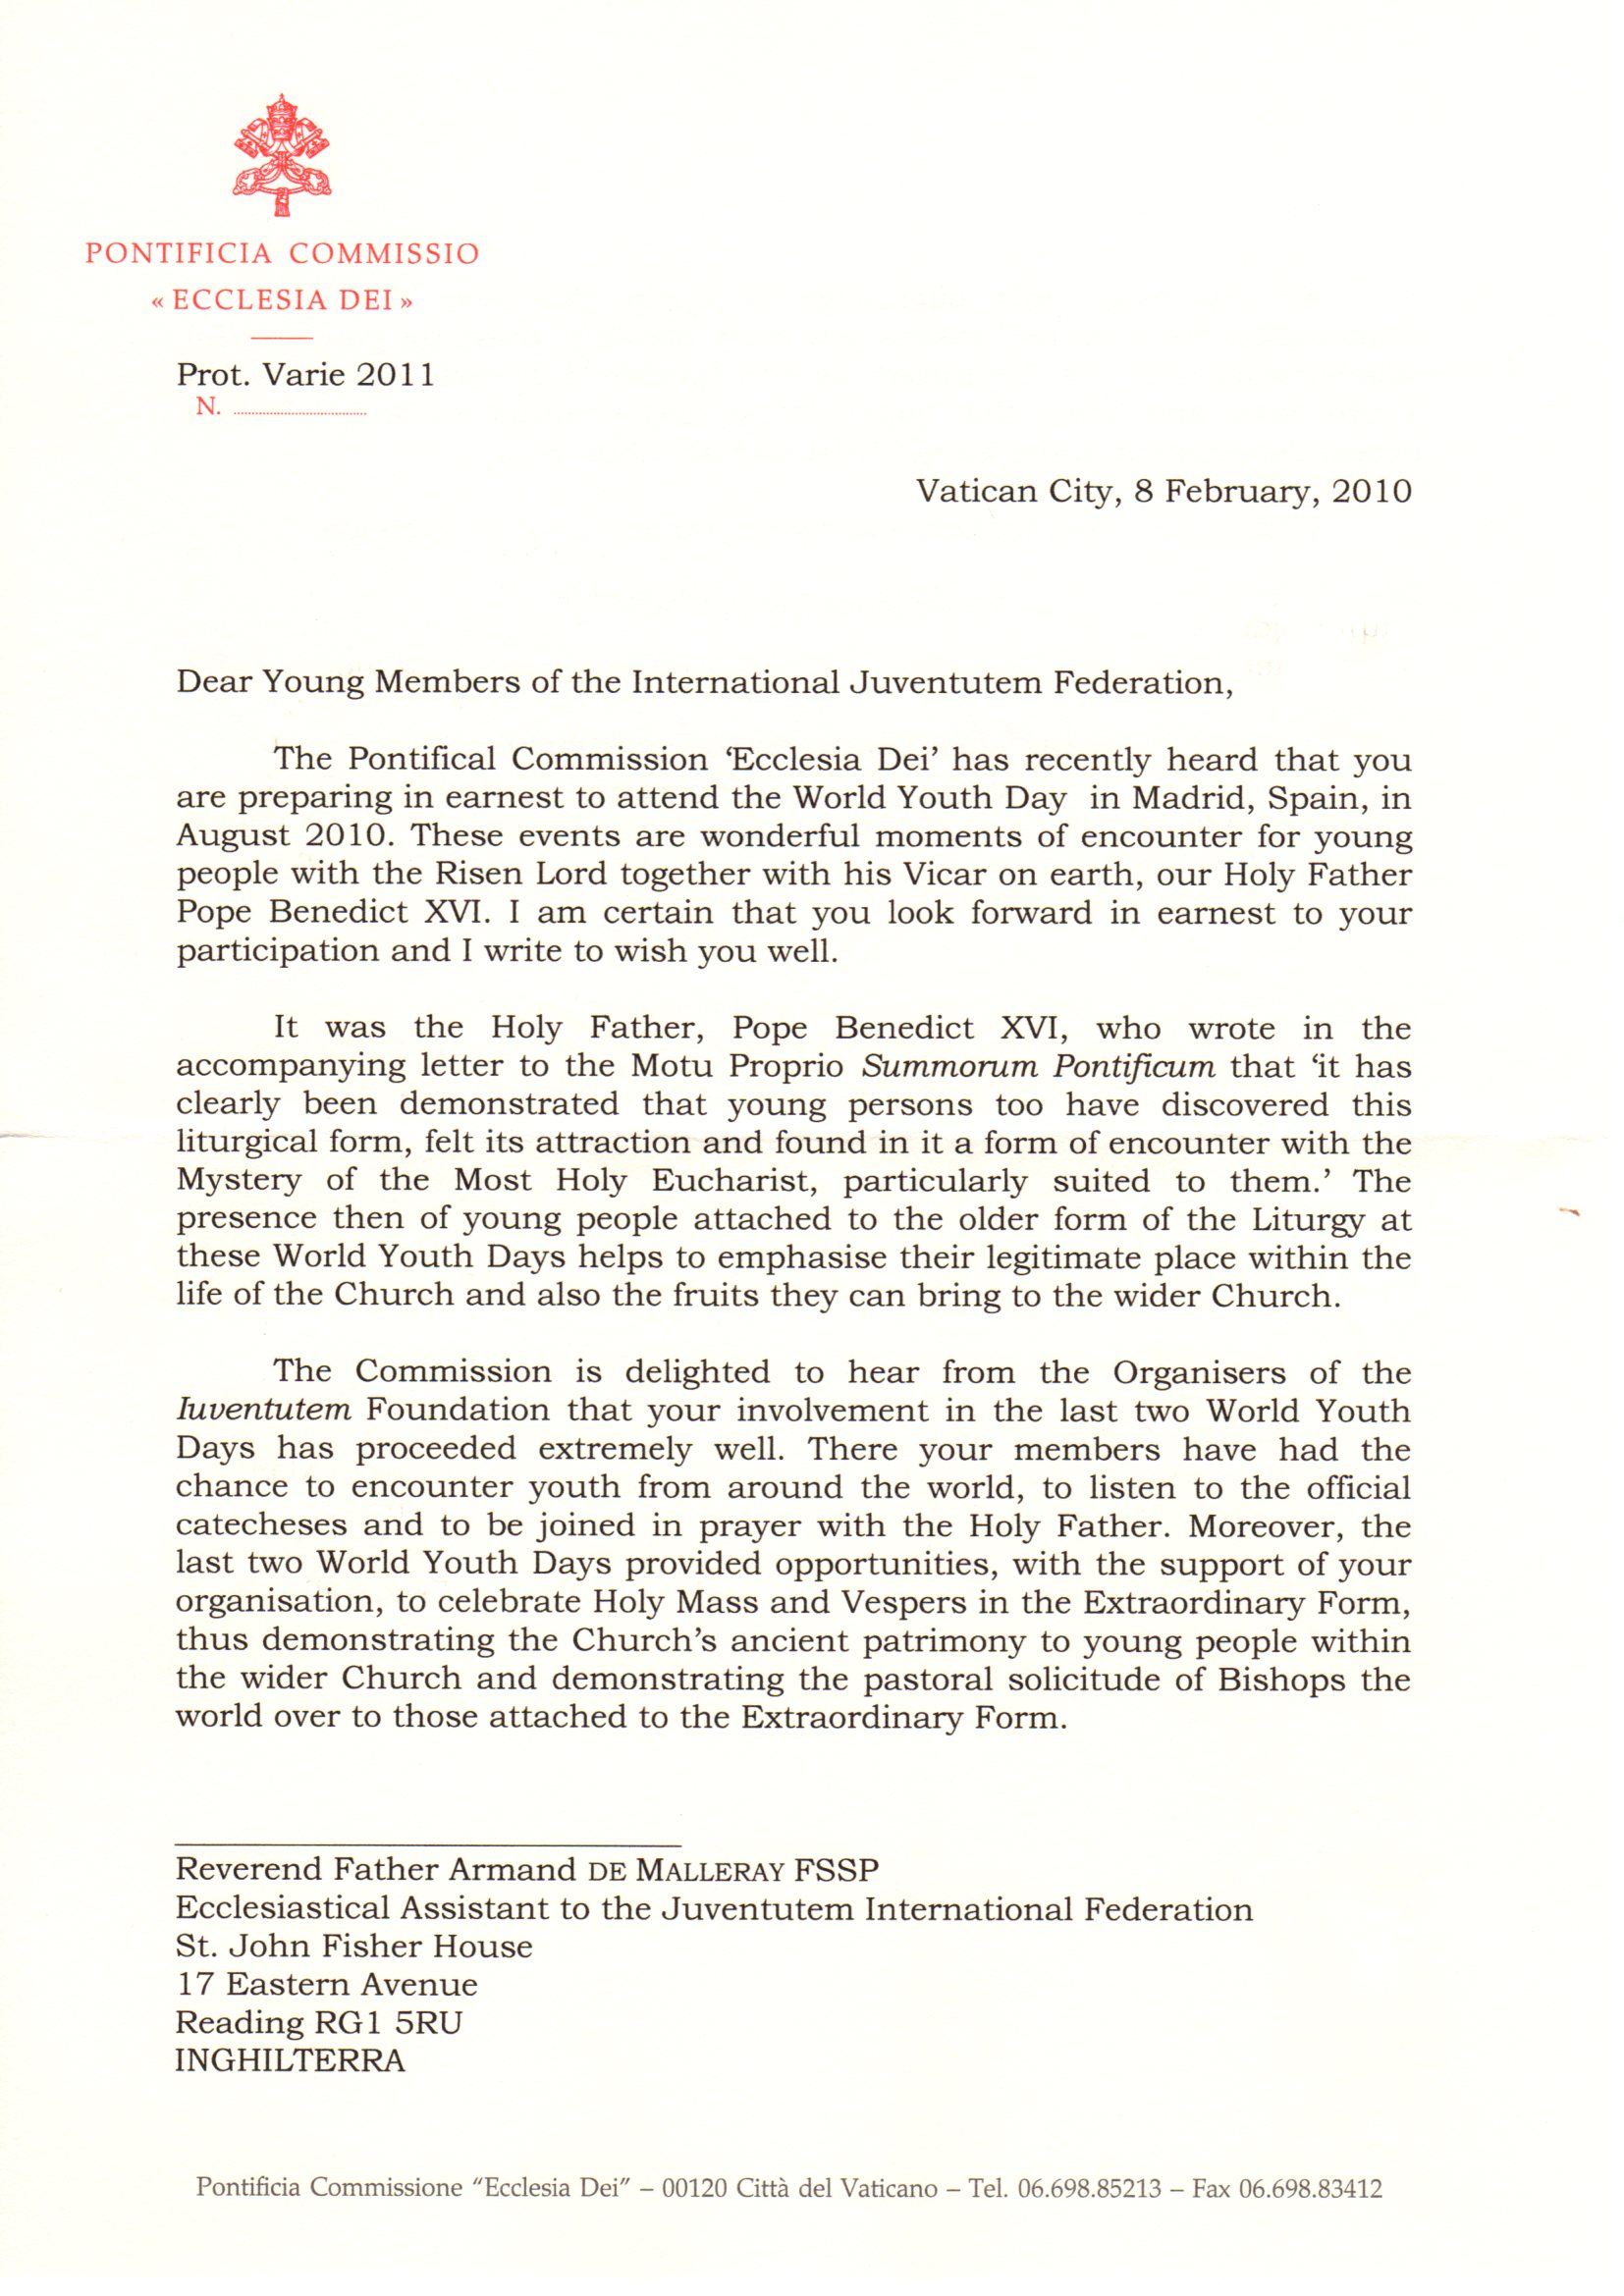 PONTIFICIA COMMISSIO
« ECCLESIA DEI »
Prot. Varie 2011
N. ....................................
Vatican City, 8 February, 2010
Dear Young Members of the International Juventutem Federation,
The Pontifical Commission ‘Ecclesia Dei’ has recently heard that you
are preparing in earnest to attend the World Youth Day in Madrid, Spain, in
August 2010. These events are wonderful moments of encounter for young
people with the Risen Lord together with his Vicar on earth, our Holy Father
Pope Benedict XVI. I am certain that you look forward in earnest to your
participation and I write to wish you well.
It was the Holy Father, Pope Benedict XVI, who wrote in the
accompanying letter to the Motu Proprio Summorum Pontificum that ‘it has
clearly been demonstrated that young persons too have discovered this
liturgical form, felt its attraction and found in it a form of encounter with the
Mystery of the Most Holy Eucharist, particularly suited to them.’ The
presence then of young people attached to the older form of the Liturgy at
these World Youth Days helps to emphasise their legitimate place within the
life of the Church and also the fruits they can bring to the wider Church.
The Commission is delighted to hear from the Organisers of the
Iuventutem Foundation that your involvement in the last two World Youth
Days has proceeded extremely well. There your members have had the
chance to encounter youth from around the world, to listen to the official
catecheses and to be joined in prayer with the Holy Father. Moreover, the
last two World Youth Days provided opportunities, with the support of your
organisation, to celebrate Holy Mass and Vespers in the Extraordinary Form,
thus demonstrating the Church’s ancient patrimony to young people within
the wider Church and demonstrating the pastoral solicitude of Bishops the
world over to those attached to the Extraordinary Form.
Reverend Father Armand DE MALLERAY FSSP
Ecclesiastical Assistant to the Juventutem International Federation
St. John Fisher House
17 Eastern Avenue
Reading RG1 5RU
INGHILTERRA
Pontificia Commissione "Ecclesia Dei" – 00120 Città del Vaticano – Tel. 06.698.85213 – Fax 06.698.83412